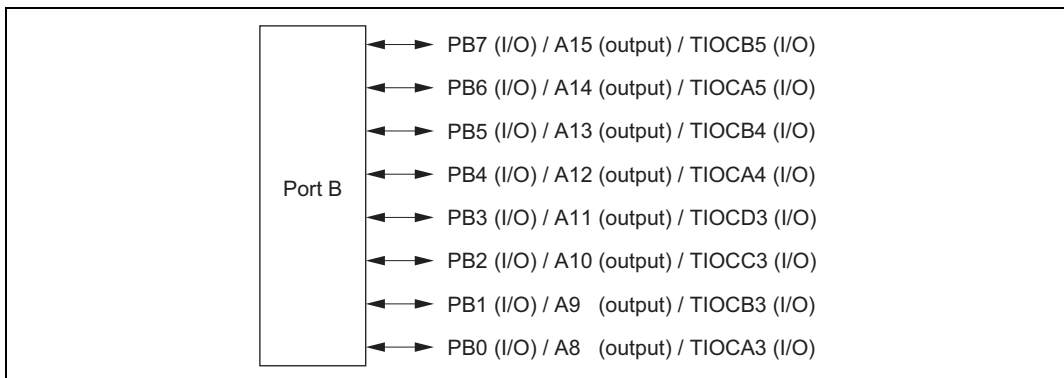 Port B
PB7 (I/O) / A15 (output) / TIOCB5 (I/O)
PB6 (I/O) / A14 (output) / TIOCA5 (I/O)
PB5 (I/O) / A13 (output) / TIOCB4 (I/O)
PB4 (I/O) / A12 (output) / TIOCA4 (I/O)
PB3 (I/O) / A11 (output) / TIOCD3 (I/O)
PB2 (I/O) / A10 (output) / TIOCC3 (I/O)
PB1 (I/O) / A9 (output) / TIOCB3 (I/O)
PB0 (I/O) / A8 (output) / TIOCA3 (I/O)